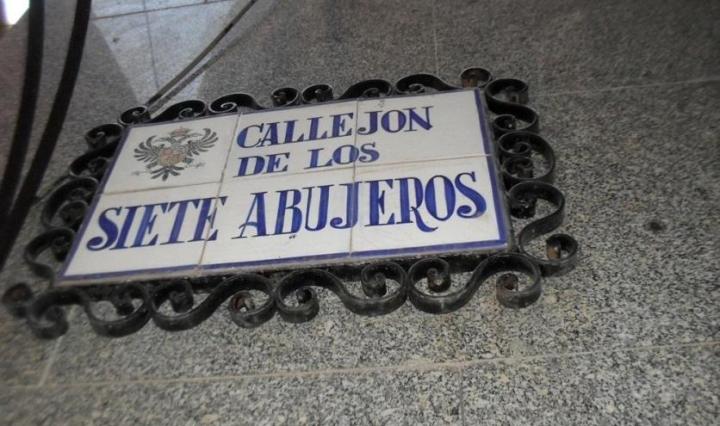 CALLEJON
DE LOS
SIETE ABUJEROS